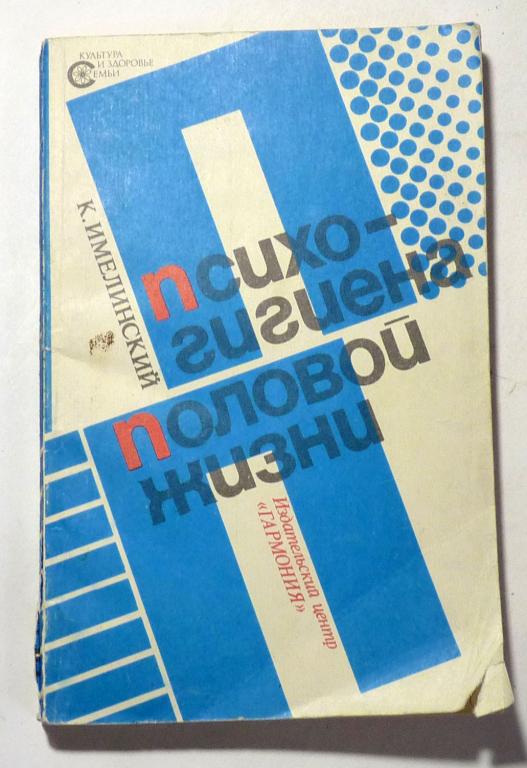 КУЛЬТУРА
И ЗДОРОВЬЕ
СЕМЬИ
К. ИМЕЛИНСКИЙ
психо-
гигиена
половой
жизни
Издательский центр
«ГАРМОНИЯ»